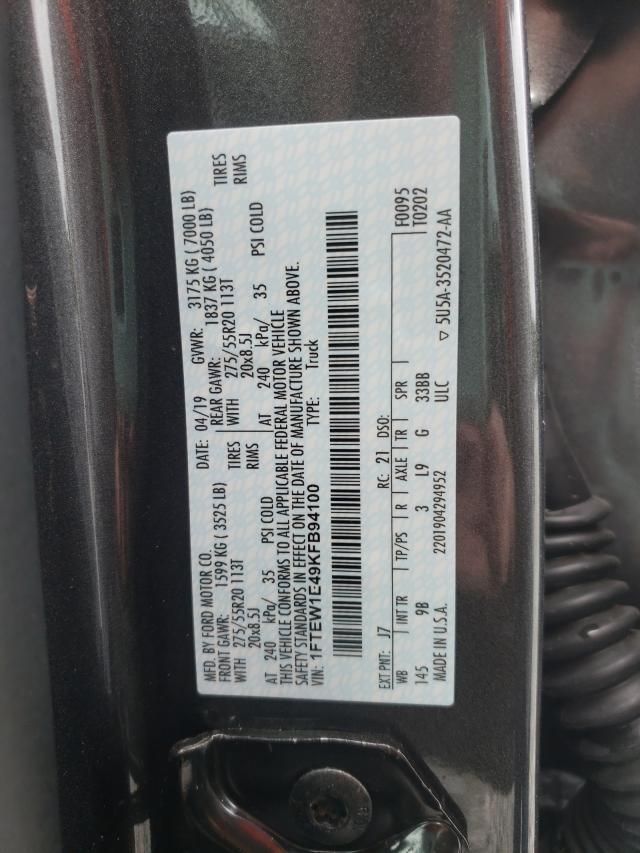 MFD. BY FORD MOTOR CO. DATE: 04/19 GVWR: 3175 KG ( 7000 LB)
FRONT GAWR: 1599 KG ( 3525 LB) REAR GAWR: 1837 KG ( 4050 LB)
WITH 275/55R20 113T TIRES WITH 275/55R20 113T TIRES
20x8.5J RIMS 20x8.5J RIMS
AT 240 kPa/ 35 PSI COLD AT 240 kPa/ 35 PSI COLD
THIS VEHICLE CONFORMS TO ALL APPLICABLE FEDERAL MOTOR VEHICLE
SAFETY STANDARDS IN EFFECT ON THE DATE OF MANUFACTURE SHOWN ABOVE.
VIN: 1FTEW1E49KFB94100 TYPE: Truck
EXT PNT: J7 RC: 21 DSO: F0095
WB INT TR TP/PS R AXLE TR SPR T0202
145 9B 3 L9 G 33BB
MADE IN U.S.A. 2 2201904294952 ULC ▽ 5U5A-3520472-AA